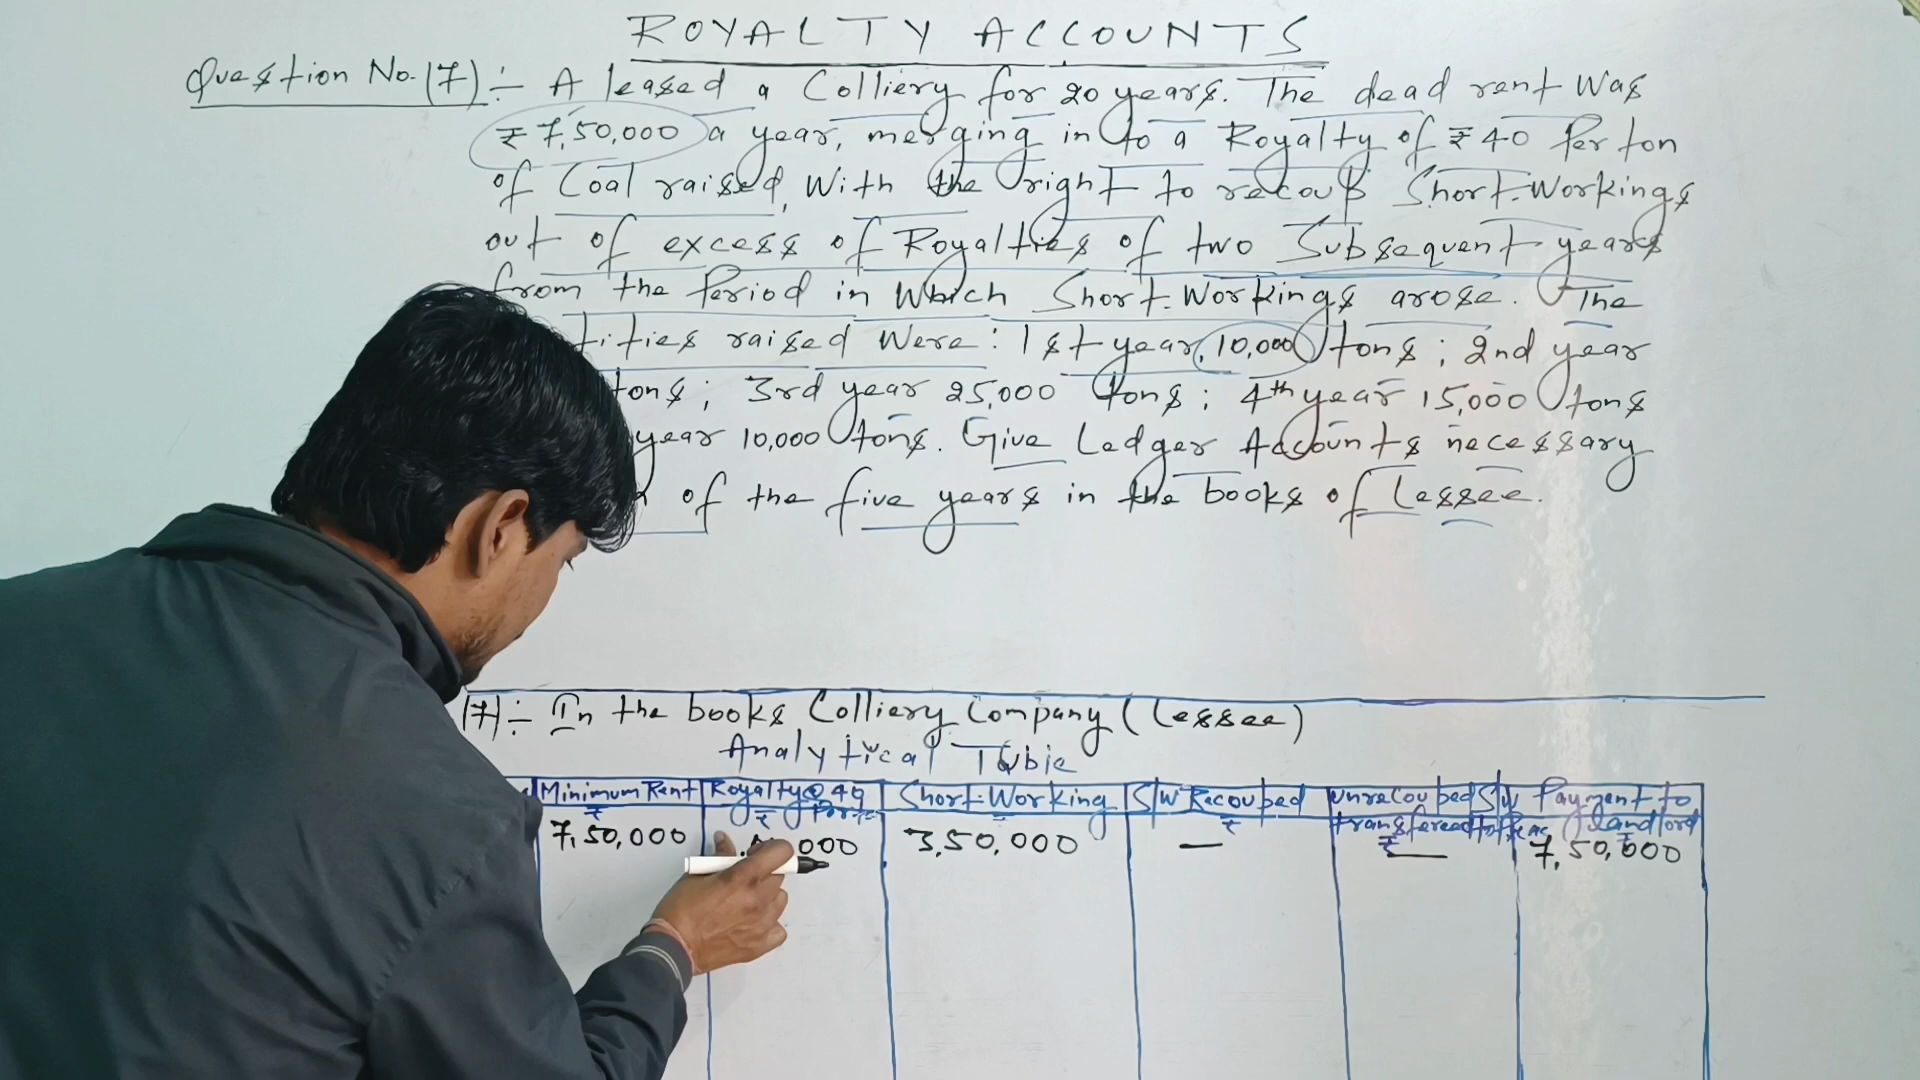 ROYALTY ACCOUNTS
Question No. (7) :- A leased a Colliery for 20 years. The dead rent was
₹ 7,50,000 a year, merging in to a Royalty of ₹ 40 Per ton
of Coal raised, With the right to recoup Short-Workings
out of excess of Royalties of two Subsequent years
from the Period in Which Short-Workings arose. The
tities raised Were : 1st year, 10,000 tons ; 2nd year
tons ; 3rd year 25,000 tons ; 4th year 15,000 tons
year 10,000 tons. Give Ledger Accounts necessary
of the five years in the books of Lessee.
(7) :- In the books Colliery Company (Lessee)
Analytical Table
Minimum Rent ₹ Royalty @ 40 Per ₹ Short-Working ₹ S/W Recouped ₹ Unrecouped S/W ₹ Payment to landlord ₹
7,50,000 000 3,50,000 — — 7,50,000